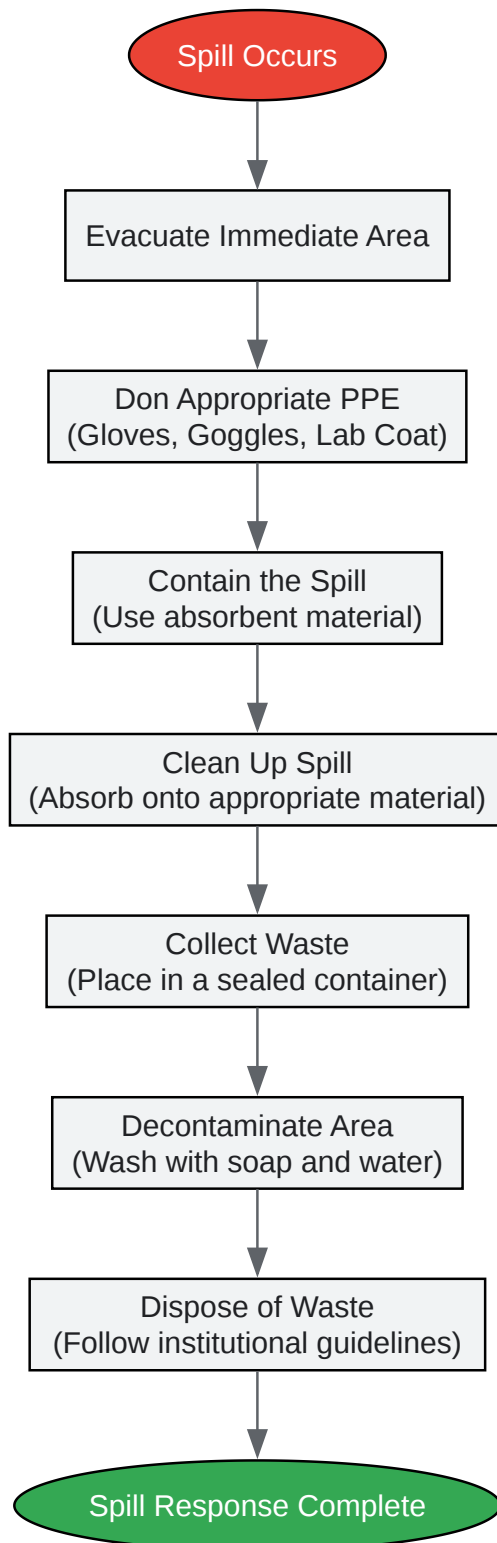 Spill Occurs
Evacuate Immediate Area
Don Appropriate PPE
(Gloves, Goggles, Lab Coat)
Contain the Spill
(Use absorbent material)
Clean Up Spill
(Absorb onto appropriate material)
Collect Waste
(Place in a sealed container)
Decontaminate Area
(Wash with soap and water)
Dispose of Waste
(Follow institutional guidelines)
Spill Response Complete